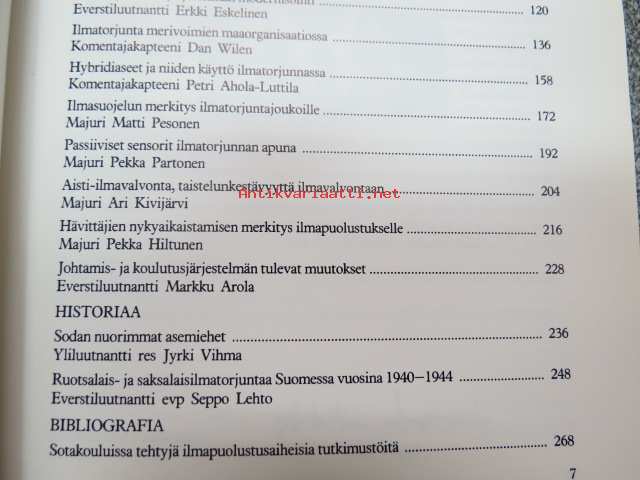 Everstiluutnantti Erkki Eskelinen 120
Ilmatorjunta merivoimien maaorganisaatiossa 136
Komentajakapteeni Dan Wilen
Hybridiaseet ja niiden käyttö ilmatorjunnassa 158
Komentajakapteeni Petri Ahola-Luttila
Ilmasuojelun merkitys ilmatorjuntajoukoille 172
Majuri Matti Pesonen
Passiiviset sensorit ilmatorjunnan apuna 192
Majuri Pekka Partonen
Aisti-ilmavalvonta, taistelunkestävyyttä ilmavalvontaan 204
Antikvariaatti.net
Majuri Ari Kivijärvi
Hävittäjien nykyaikaistamisen merkitys ilmapuolustukselle 216
Majuri Pekka Hiltunen
Johtamis- ja koulutusjärjestelmän tulevat muutokset 228
Everstiluutnantti Markku Arola
HISTORIAA
Sodan nuorimmat asemiehet 236
Yliluutnantti res Jyrki Vihma
Ruotsalais- ja saksalaisilmatorjuntaa Suomessa vuosina 1940–1944 248
Everstiluutnantti evp Seppo Lehto
BIBLIOGRAFIA
Sotakouluissa tehtyjä ilmapuolustusaiheisia tutkimustöitä 268
7